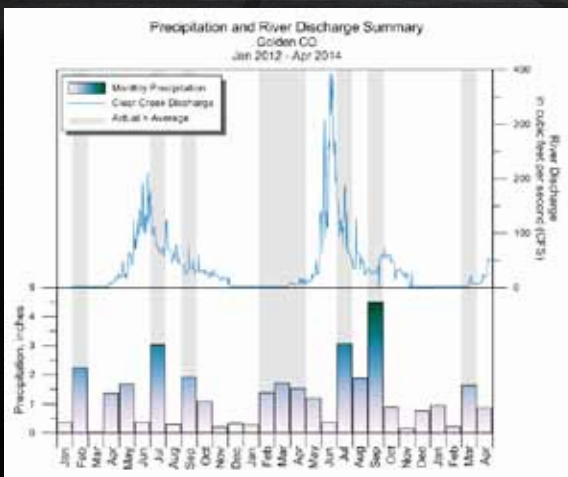 Precipitation and River Discharge Summary
Golden CO
Jan 2012 - Apr 2014
Monthly Precipitation
Clear Creek Discharge
Actual > Average
400
300
200
100
0
River Discharge
in cubic feet per second (CFS)
5
4
3
2
1
0
Precipitation, inches
Jan Feb Mar Apr May Jun Jul Aug Sep Oct Nov Dec Jan Feb Mar Apr May Jun Jul Aug Sep Oct Nov Dec Jan Feb Mar Apr